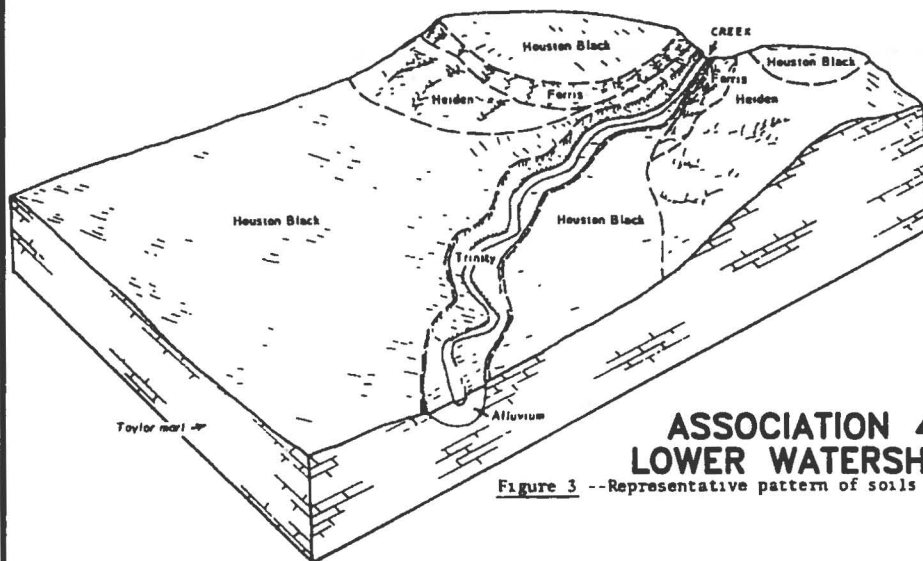 CREEK
Houston Black
Houston Black
Ferris
Ferris
Heiden
Heiden
Houston Black
Houston Black
Trinity
Taylor marl
Alluvium
ASSOCIATION
LOWER WATERSH
Figure 3 --Representative pattern of soils